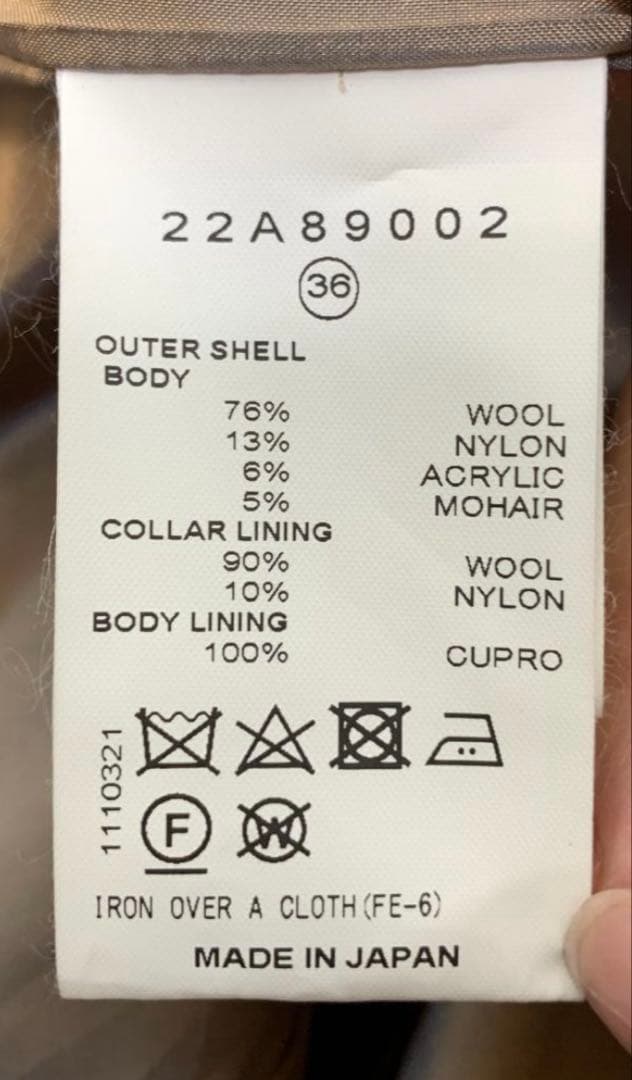 22A89002
36
OUTER SHELL
BODY
76% WOOL
13% NYLON
6% ACRYLIC
5% MOHAIR
COLLAR LINING
90% WOOL
10% NYLON
BODY LINING
100% CUPRO
1110321
F W
IRON OVER A CLOTH(FE-6)
MADE IN JAPAN